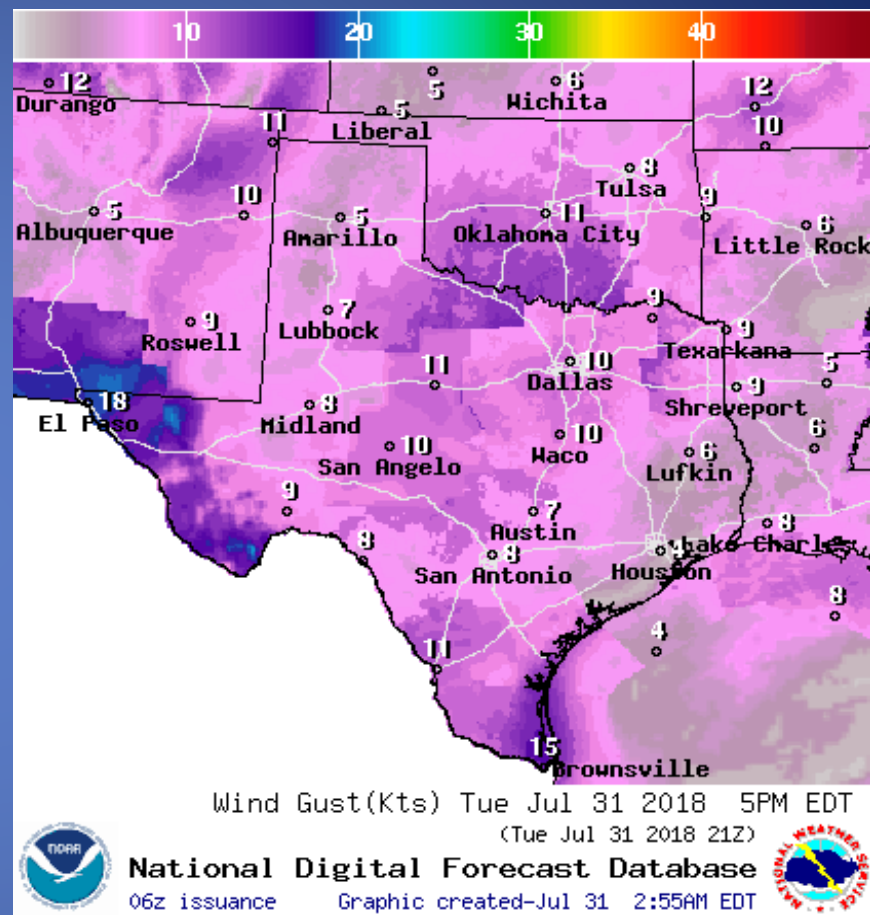 10 20 30 40
12 5 6 12
Durango Wichita
5
Liberal
11 10
8
Tulsa
5 10 5 11 9 6
Albuquerque Amarillo Oklahoma City Little Rock
9 7 9 9
Roswell Lubbock Texarkana
11 10 9 5
Dallas Shreveport
18 8
El Paso Midland
10 10 6 6
San Angelo Waco Lufkin
9 7 8
Austin Lake Charles
8 8 4
San Antonio Houston
8
4
11
15
Brownsville
Wind Gust(Kts) Tue Jul 31 2018 5PM EDT
(Tue Jul 31 2018 21Z)
National Digital Forecast Database
06z issuance Graphic created-Jul 31 2:55AM EDT
NOAA
NATIONAL WEATHER SERVICE